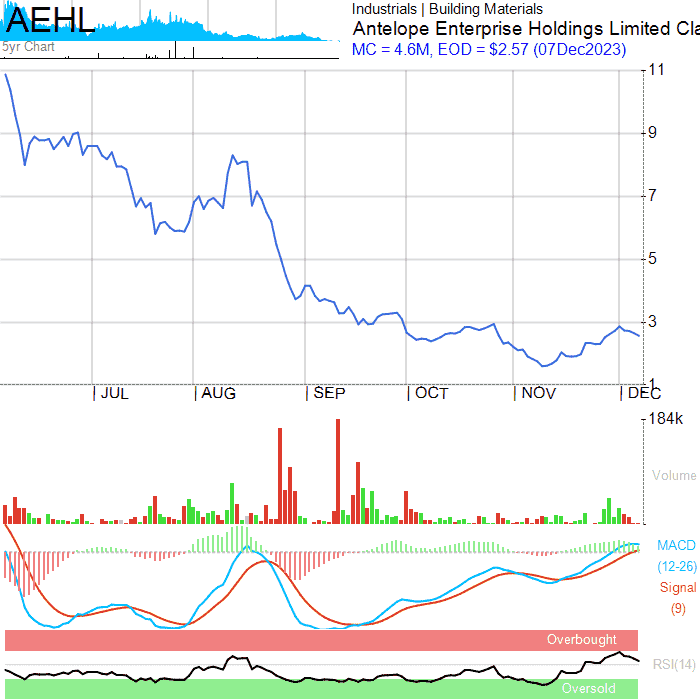 AEHL
5yr Chart
Industrials | Building Materials
Antelope Enterprise Holdings Limited Cla
MC = 4.6M, EOD = $2.57 (07Dec2023)
11
9
7
5
3
1
JUL
AUG
SEP
OCT
NOV
DEC
184k
Volume
MACD
(12-26)
Signal
(9)
Overbought
RSI(14)
Oversold